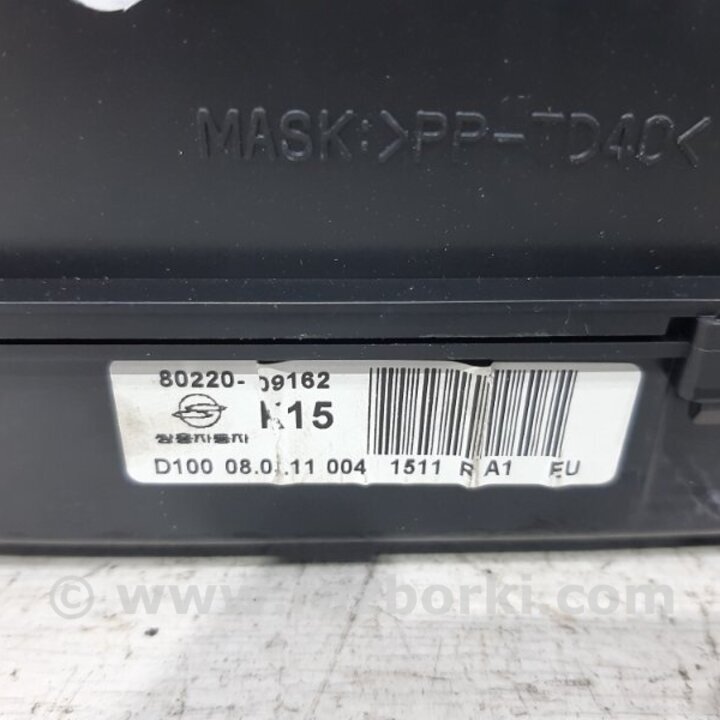 MASK:>PP-TD40<
80220-09162
K15
쌍용자동차
D100 08.0 .11 004 1511 R A1 EU
© www.razborki.com